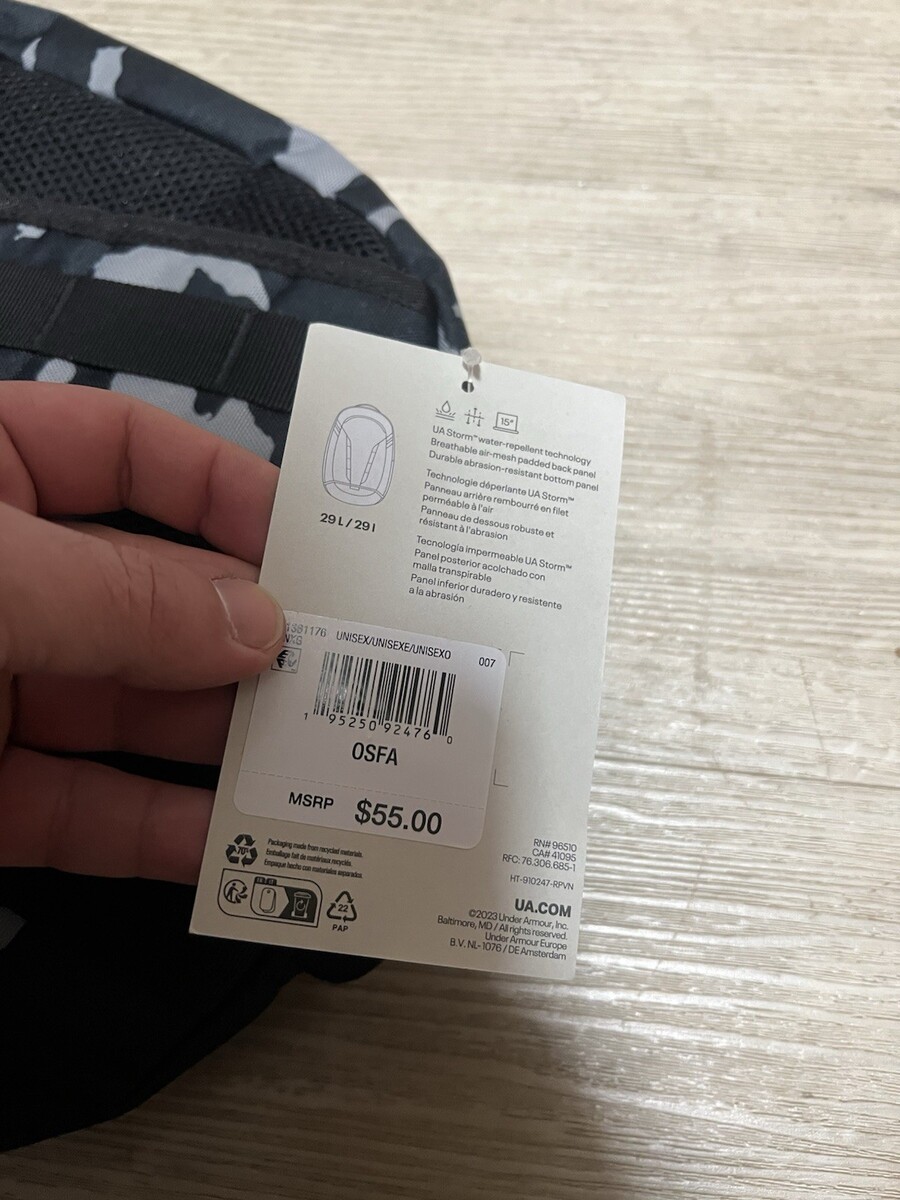 15"
UA Storm™ water-repellent technology
Breathable air-mesh padded back panel
Durable abrasion-resistant bottom panel
Technologie déperlante UA Storm™
Panneau arrière rembourré en filet
perméable à l'air
Panneau de dessous robuste et
résistant à l'abrasion
Tecnología impermeable UA Storm™
Panel posterior acolchado con
malla transpirable
Panel inferior duradero y resistente
a la abrasión
29 L / 29 l
1381176 UNISEX/UNISEXE/UNISEXO 007
1 95250 92476 0
OSFA
MSRP $55.00
70%
Packaging made from recycled materials.
Emballage fait de matériaux recyclés.
Empaque hecho con materiales
22
PAP
RN# 96510
CA# 41095
RFC: 76.306.685-1
HT-910247-RPVN
UA.COM
©2023 Under Armour, Inc.
Baltimore, MD / All rights reserved.
Under Armour Europe
B.V. NL-1076 / DE Amsterdam